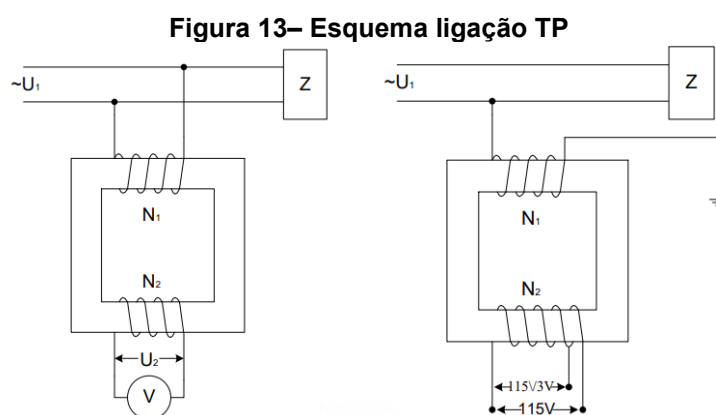 Figura 13– Esquema ligação TP
~U₁
Z
N₁
N₂
U₂
V
~U₁
Z
N₁
N₂
115V3V
115V